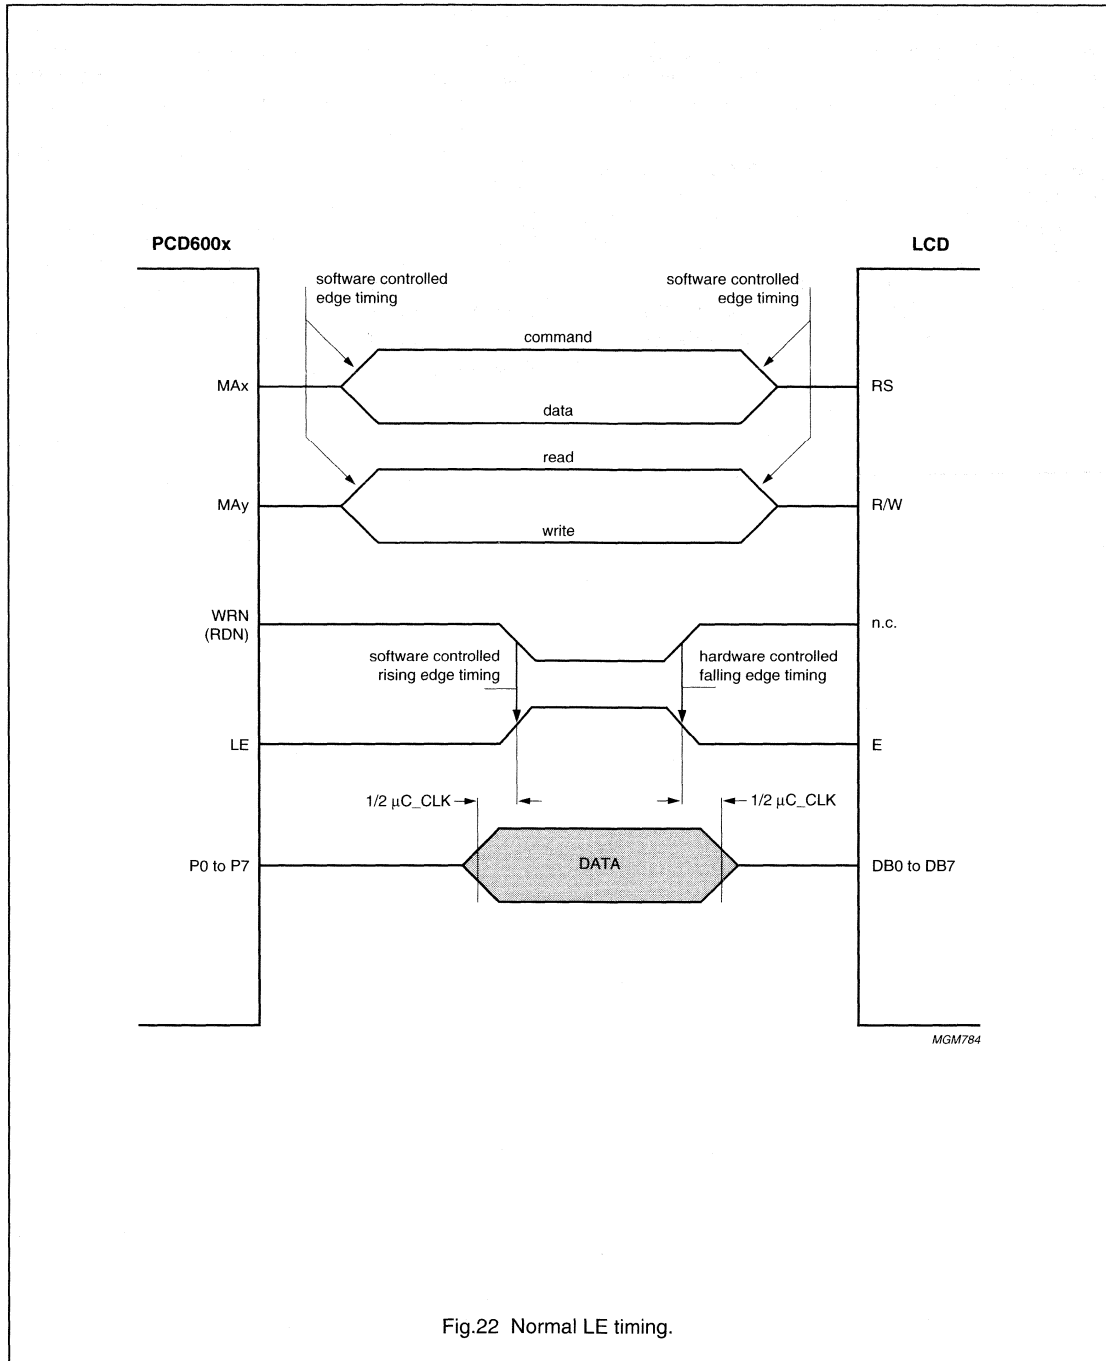 PCD600x
LCD
software controlled
edge timing
software controlled
edge timing
command
MAx
RS
data
read
MAy
R/W
write
WRN
(RDN)
n.c.
software controlled
rising edge timing
hardware controlled
falling edge timing
LE
E
1/2 μC_CLK
1/2 μC_CLK
P0 to P7
DATA
DB0 to DB7
MGM784
Fig.22 Normal LE timing.